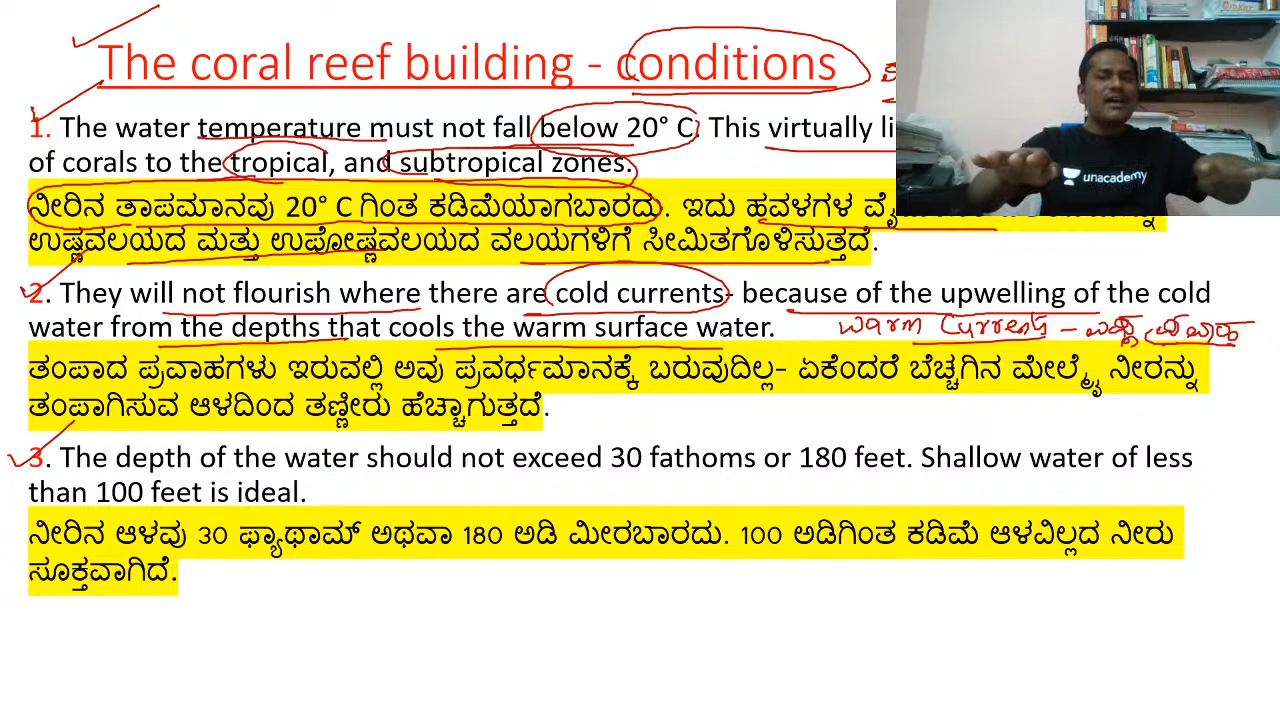 The coral reef building - conditions
1. The water temperature must not fall below 20° C. This virtually
of corals to the tropical, and subtropical zones.
ನೀರಿನ ತಾಪಮಾನವು 20° C ಗಿಂತ ಕಡಿಮೆಯಾಗಬಾರದು. ಇದು ಹವಳಗಳ
ಉಷ್ಣವಲಯದ ಮತ್ತು ಉಪೋಷ್ಣವಲಯದ ವಲಯಗಳಿಗೆ ಸೀಮಿತಗೊಳಿಸುತ್ತದೆ.
unacademy
2. They will not flourish where there are cold currents- because of the upwelling of the cold
water from the depths that cools the warm surface water.
warm currents - ಉಷ್ಣ ಪ್ರವಾಹ
ತಂಪಾದ ಪ್ರವಾಹಗಳು ಇರುವಲ್ಲಿ ಅವು ಪ್ರವರ್ಧಮಾನಕ್ಕೆ ಬರುವುದಿಲ್ಲ- ಏಕೆಂದರೆ ಬೆಚ್ಚಗಿನ ಮೇಲ್ಮೈ ನೀರನ್ನು
ತಂಪಾಗಿಸುವ ಆಳದಿಂದ ತಣ್ಣೀರು ಹೆಚ್ಚಾಗುತ್ತದೆ.
3. The depth of the water should not exceed 30 fathoms or 180 feet. Shallow water of less
than 100 feet is ideal.
ನೀರಿನ ಆಳವು 30 ಫ್ಯಾಥಾಮ್ ಅಥವಾ 180 ಅಡಿ ಮೀರಬಾರದು. 100 ಅಡಿಗಿಂತ ಕಡಿಮೆ ಆಳವಿಲ್ಲದ ನೀರು
ಸೂಕ್ತವಾಗಿದೆ.